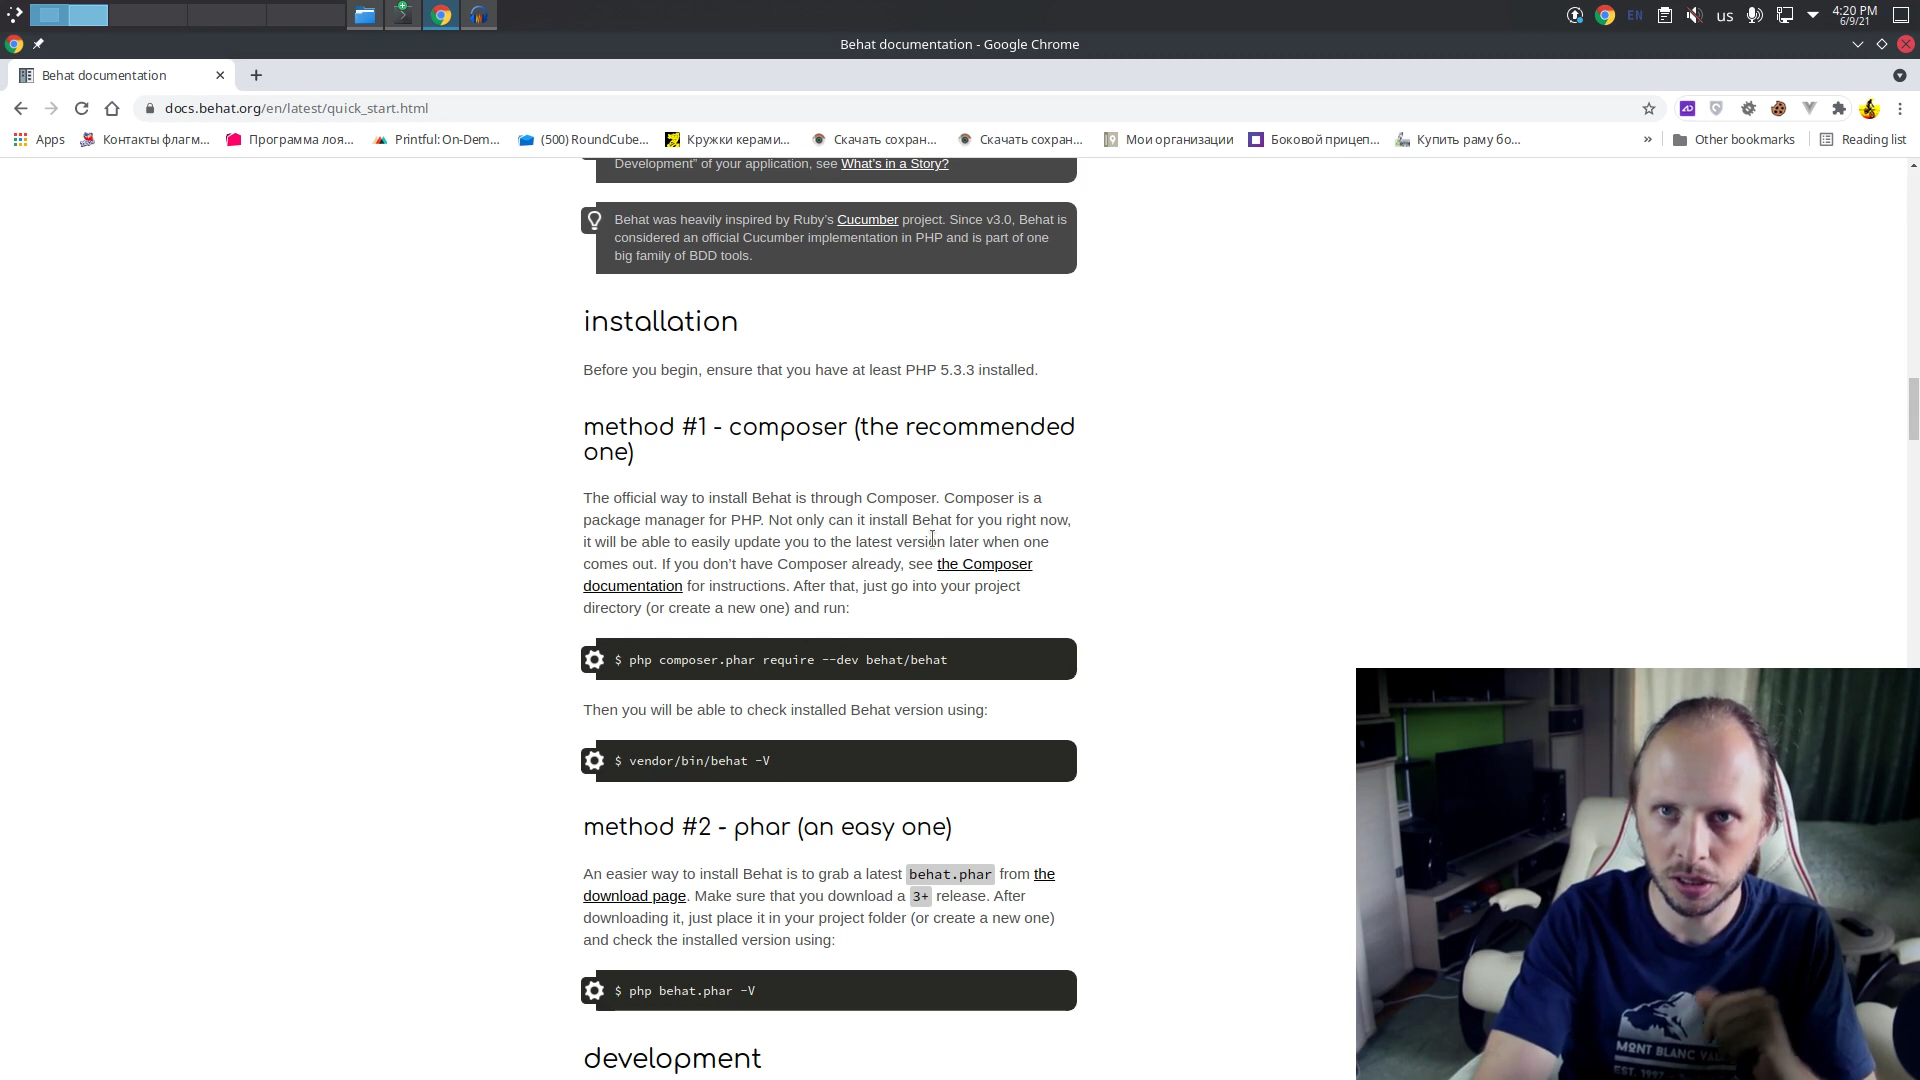 EN
us
4:20 PM
6/9/21
Behat documentation - Google Chrome
Behat documentation
docs.behat.org/en/latest/quick_start.html
Apps
Контакты флагм...
Программа лоя...
Printful: On-Dem...
(500) RoundCube...
Кружки керами...
Скачать сохран...
Скачать сохран...
Мои организации
Боковой прицеп...
Купить раму бо...
»
Other bookmarks
Reading list
Development" of your application, see What's in a Story?
Behat was heavily inspired by Ruby's Cucumber project. Since v3.0, Behat is
considered an official Cucumber implementation in PHP and is part of one
big family of BDD tools.
installation
Before you begin, ensure that you have at least PHP 5.3.3 installed.
method #1 - composer (the recommended
one)
The official way to install Behat is through Composer. Composer is a
package manager for PHP. Not only can it install Behat for you right now,
it will be able to easily update you to the latest version later when one
comes out. If you don't have Composer already, see the Composer
documentation for instructions. After that, just go into your project
directory (or create a new one) and run:
$ php composer.phar require --dev behat/behat
Then you will be able to check installed Behat version using:
$ vendor/bin/behat -V
method #2 - phar (an easy one)
An easier way to install Behat is to grab a latest behat.phar from the
download page. Make sure that you download a 3+ release. After
downloading it, just place it in your project folder (or create a new one)
and check the installed version using:
$ php behat.phar -V
development
MONT BLANC
EST. 1997